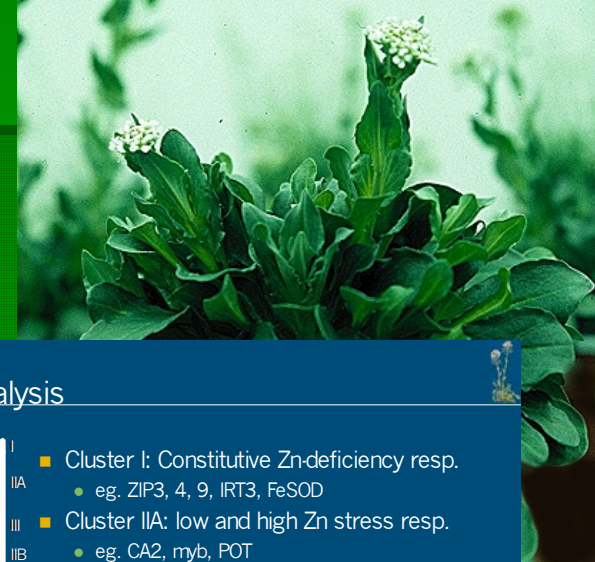 alysis
I
IIA
III
IIB
Cluster I: Constitutive Zn-deficiency resp.
eg. ZIP3, 4, 9, IRT3, FeSOD
Cluster IIA: low and high Zn stress resp.
eg. CA2, myb, POT